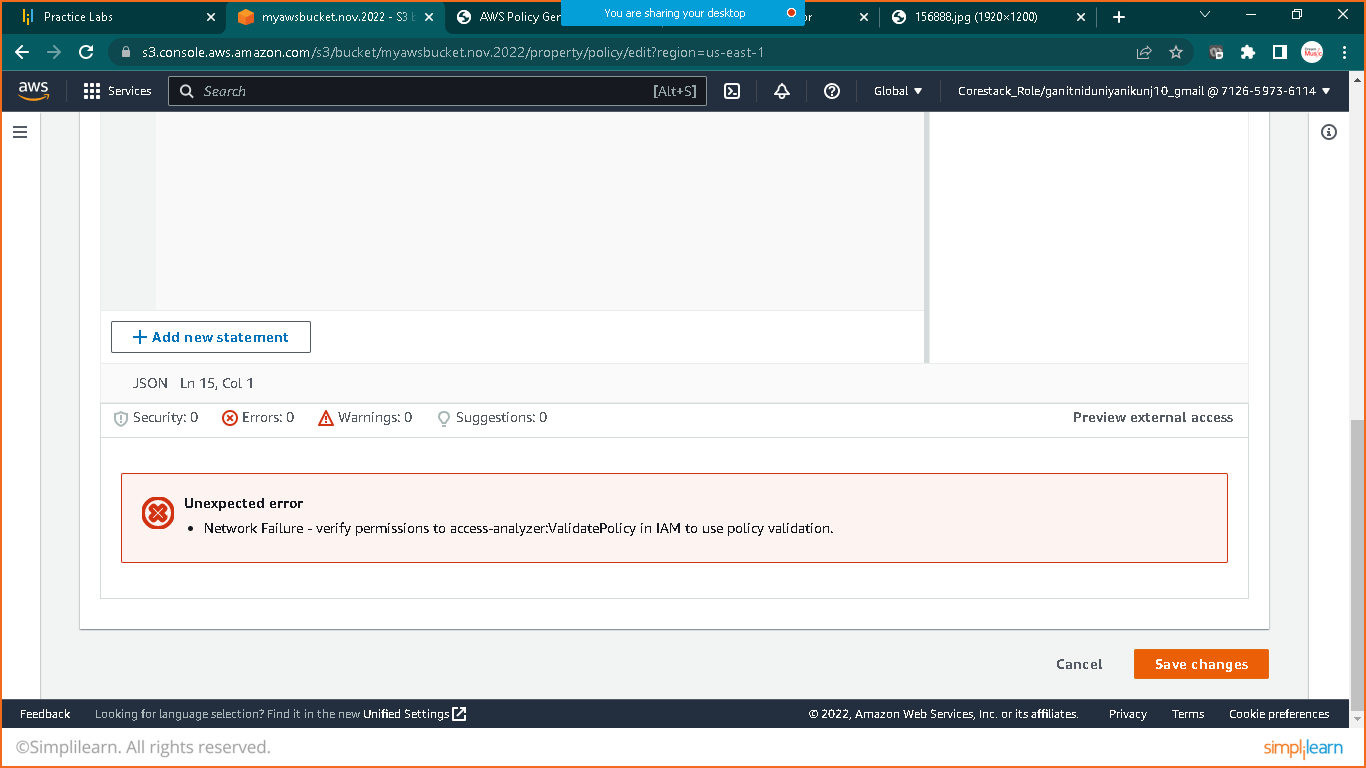 Practice Labs
myawsbucket.nov.2022 - S3 b
AWS Policy Gen
You are sharing your desktop
or
156888.jpg (1920×1200)
s3.console.aws.amazon.com/s3/bucket/myawsbucket.nov.2022/property/policy/edit?region=us-east-1
aws
Services
Search
[Alt+S]
Global
Corestack_Role/ganitniduniyanikunj10_gmail @ 7126-5973-6114
+ Add new statement
JSON Ln 15, Col 1
Security: 0 Errors: 0 Warnings: 0 Suggestions: 0
Preview external access
Unexpected error
• Network Failure - verify permissions to access-analyzer:ValidatePolicy in IAM to use policy validation.
Cancel
Save changes
Feedback
Looking for language selection? Find it in the new Unified Settings
© 2022, Amazon Web Services, Inc. or its affiliates.
Privacy
Terms
Cookie preferences
©Simplilearn. All rights reserved.
simplilearn